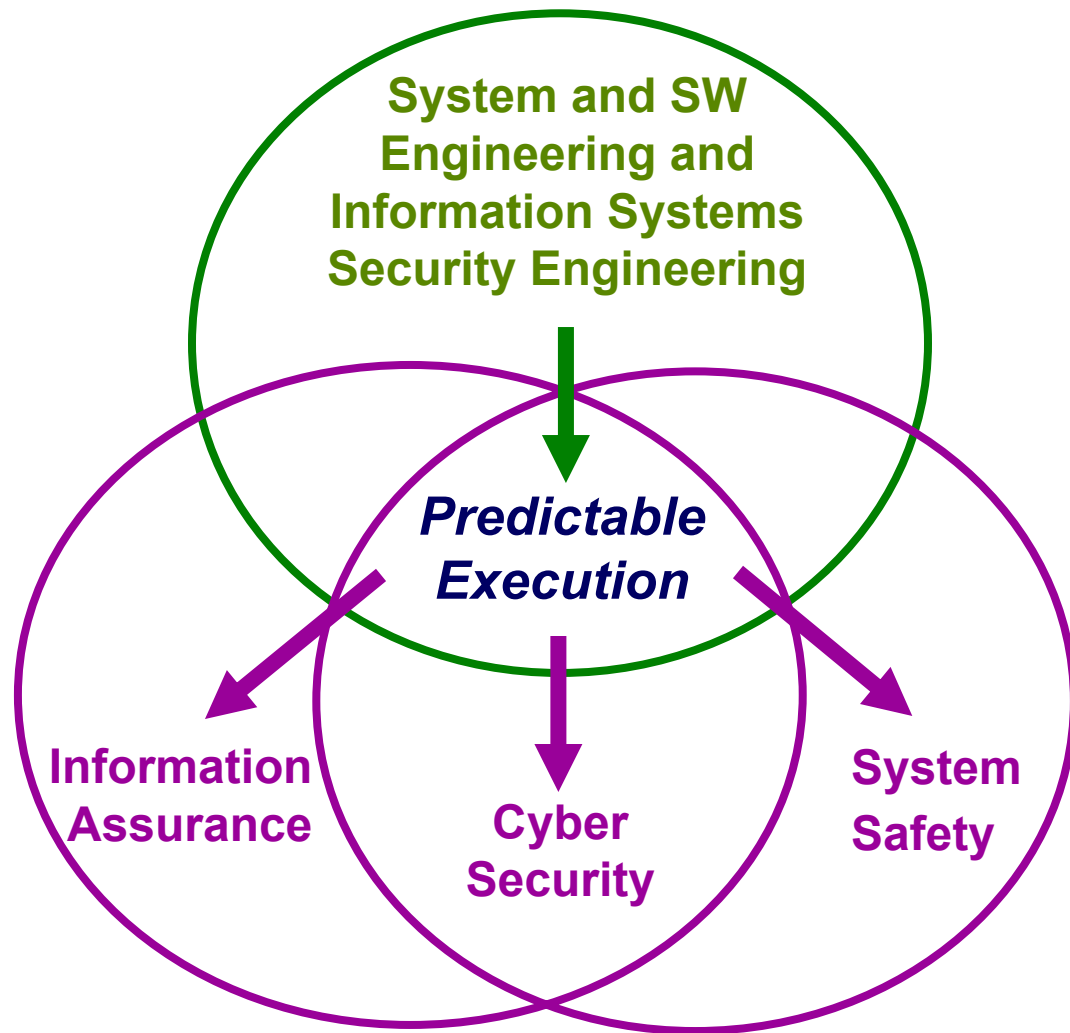 System and SW
Engineering and
Information Systems
Security Engineering
Predictable
Execution
Information
Assurance
Cyber
Security
System
Safety